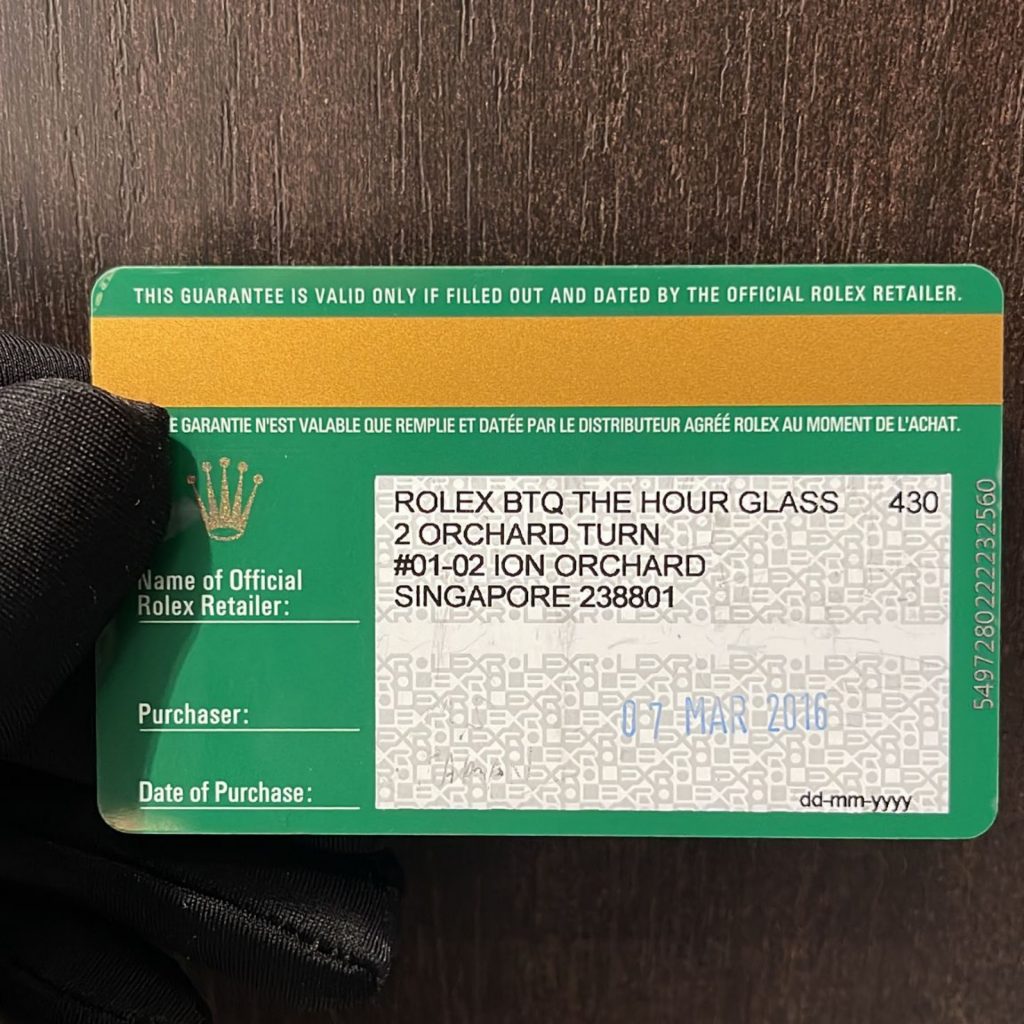 THIS GUARANTEE IS VALID ONLY IF FILLED OUT AND DATED BY THE OFFICIAL ROLEX RETAILER.
GARANTIE N'EST VALABLE QUE REMPLIE ET DATÉE PAR LE DISTRIBUTEUR AGRÉÉ ROLEX AU MOMENT DE L'ACHAT.
ROLEX BTQ THE HOUR GLASS 430
2 ORCHARD TURN
#01-02 ION ORCHARD
SINGAPORE 238801
Name of Official
Rolex Retailer:
Purchaser:
07 MAR 2016
Date of Purchase:
dd-mm-yyyy
5497280222232560